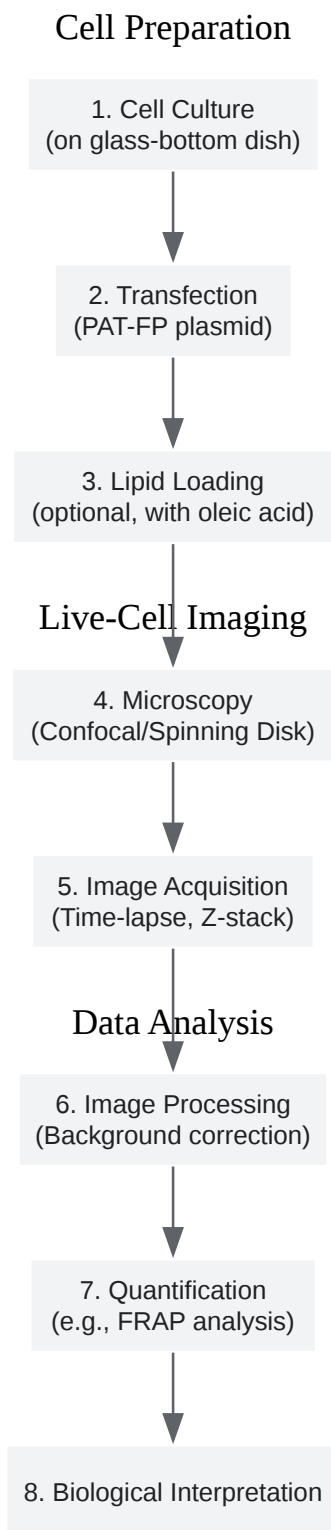 Cell Preparation
1. Cell Culture
(on glass-bottom dish)
2. Transfection
(PAT-FP plasmid)
3. Lipid Loading
(optional, with oleic acid)
Live-Cell Imaging
4. Microscopy
(Confocal/Spinning Disk)
5. Image Acquisition
(Time-lapse, Z-stack)
Data Analysis
6. Image Processing
(Background correction)
7. Quantification
(e.g., FRAP analysis)
8. Biological Interpretation